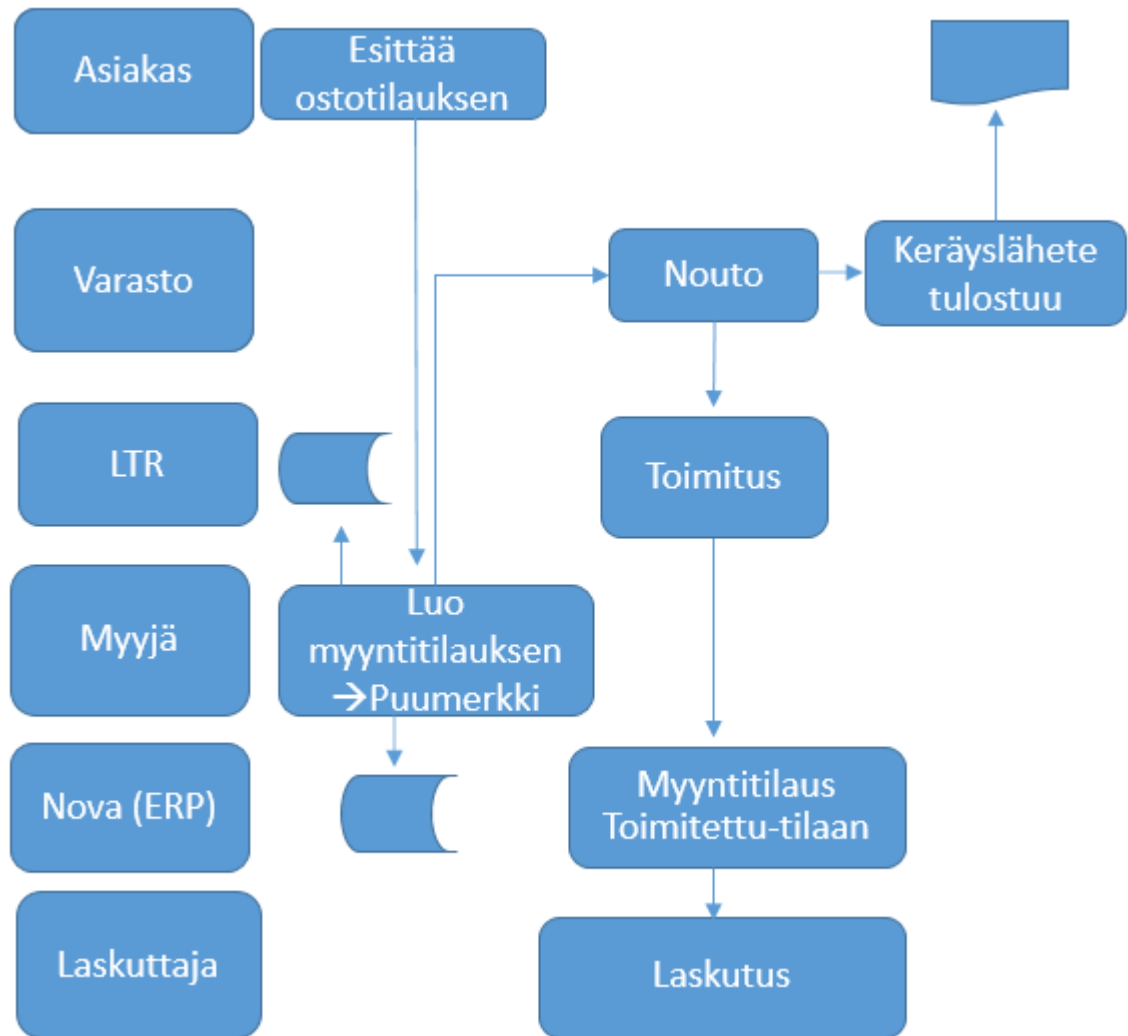 Asiakas
Esittää
ostotilauksen
Varasto
Nouto
Keräyslähete
tulostuu
LTR
Toimitus
Myyjä
Luo
myyntitilauksen
→Puumerkki
Nova (ERP)
Myyntitilaus
Toimitettu-tilaan
Laskuttaja
Laskutus